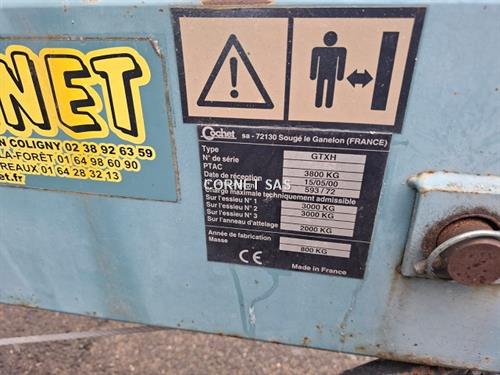 NET
N COLIGNY 02 38 92 63 59
LA-FORÊT 01 64 98 60 90
REAUX 01 64 28 32 13
et.fr
Cochet
sa - 72130 Sougé le Ganelon (FRANCE)
Type GTXH
N° de série
PTAC 3800 KG
Date de réception 15/05/00
593 / 72
CORNET SAS
Charge maximale techniquement admissible
Sur l'essieu N° 1 3000 KG
Sur l'essieu N° 2 3000 KG
Sur l'essieu N° 3
Sur l'anneau d'attelage 2000 KG
Année de fabrication
Masse 800 KG
CE
Made in France